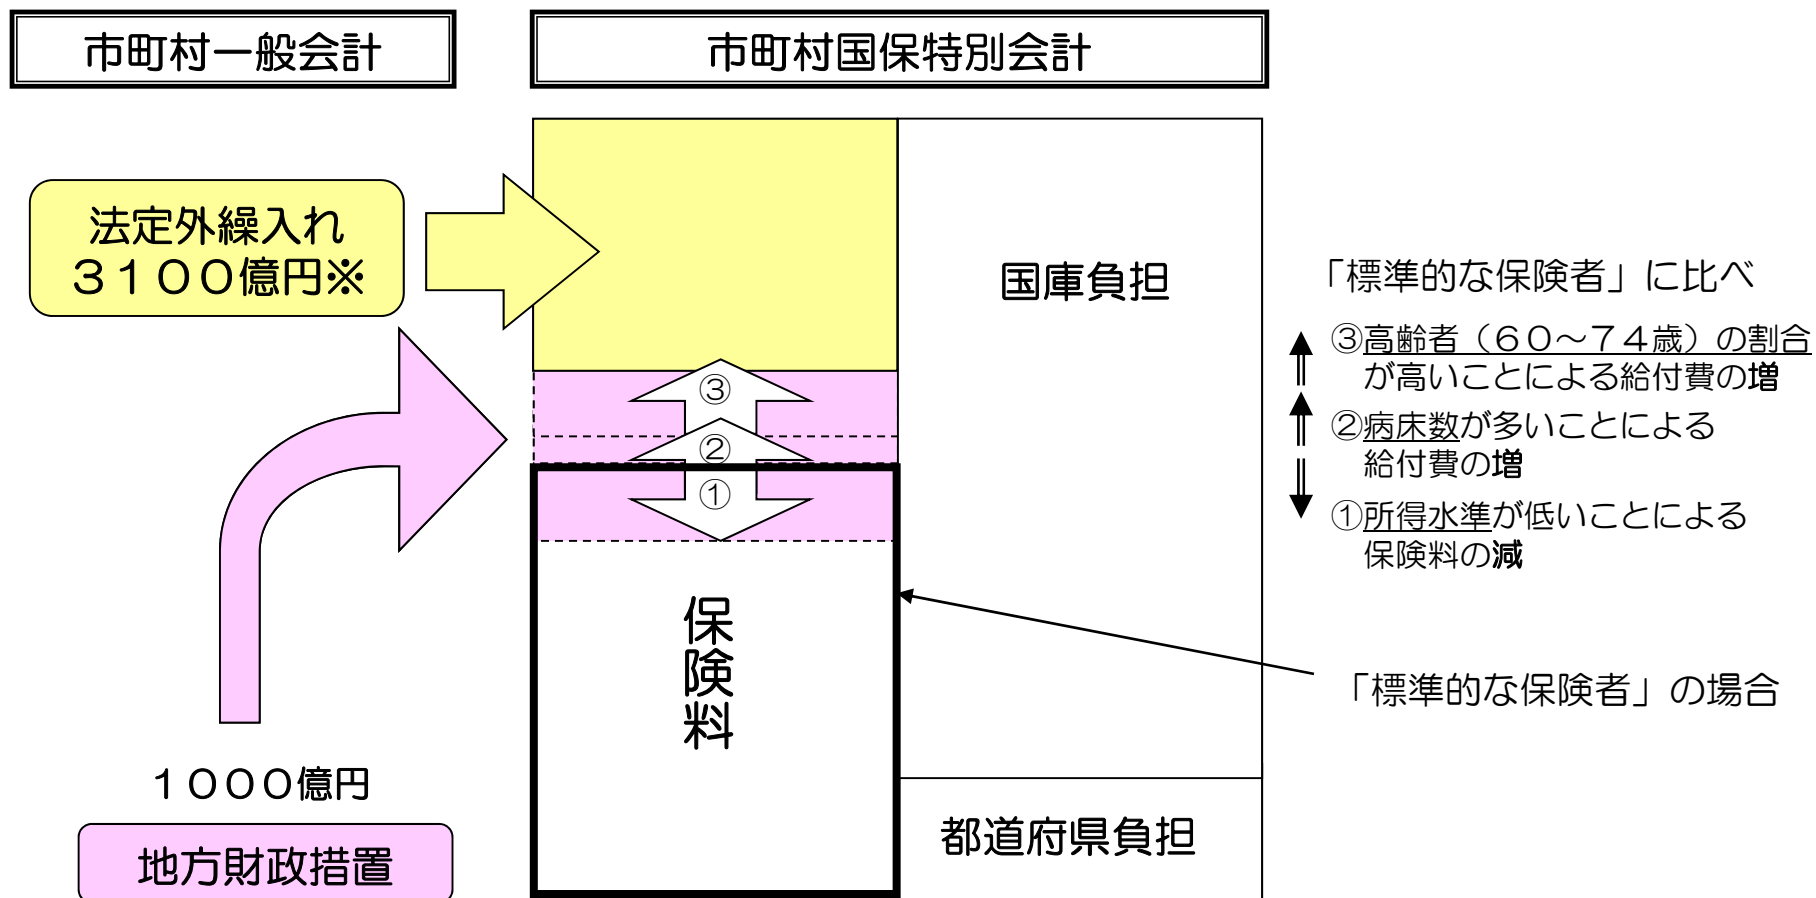 市町村一般会計
市町村国保特別会計
法定外繰入れ
３１００億円※
国庫負担
「標準的な保険者」に比べ
③高齢者（６０～７４歳）の割合
が高いことによる給付費の増
②病床数が多いことによる
給付費の増
①所得水準が低いことによる
保険料の減
③
②
①
保険料
「標準的な保険者」の場合
１０００億円
地方財政措置
都道府県負担